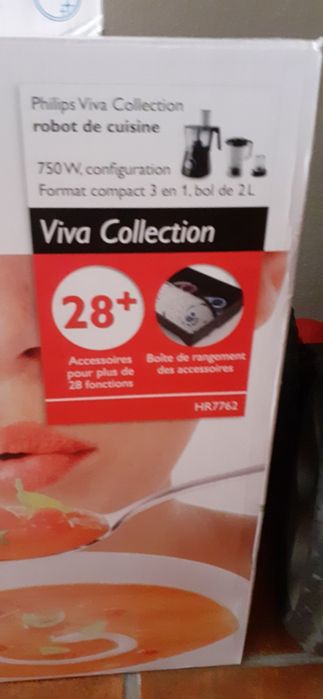 Philips Viva Collection
robot de cuisine
750 W, configuration
Format compact 3 en 1, bol de 2 L
Viva Collection
28+
Accessoires
pour plus de
28 fonctions
Boîte de rangement
des accessoires
HR7762